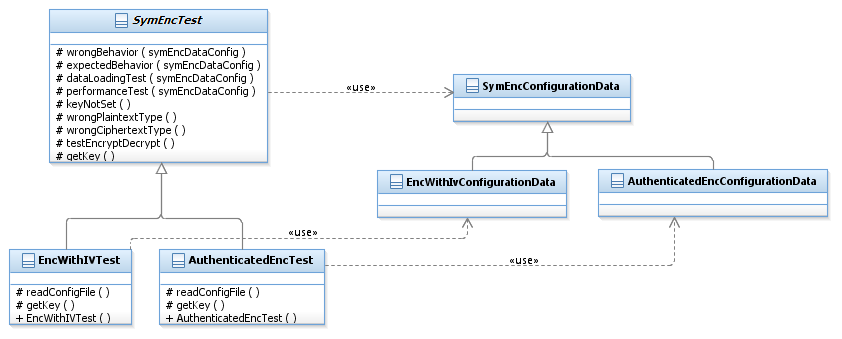 SymEncTest
# wrongBehavior ( symEncDataConfig )
# expectedBehavior ( symEncDataConfig )
# dataLoadingTest ( symEncDataConfig )
# performanceTest ( symEncDataConfig )
# keyNotSet ( )
# wrongPlaintextType ( )
# wrongCiphertextType ( )
# testEncryptDecrypt ( )
# getKey ( )
«use»
SymEncConfigurationData
EncWithIvConfigurationData
AuthenticatedEncConfigurationData
«use»
«use»
EncWithIVTest
# readConfigFile ( )
# getKey ( )
+ EncWithIVTest ( )
AuthenticatedEncTest
# readConfigFile ( )
# getKey ( )
+ AuthenticatedEncTest ( )